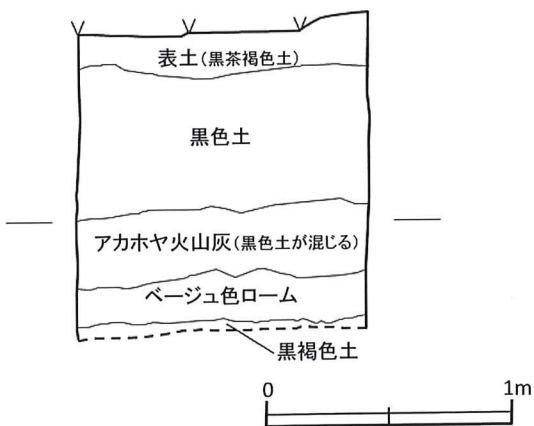 表土(黒茶褐色土)
黒色土
アカホヤ火山灰(黒色土が混じる)
ベージュ色ローム
黒褐色土
0 1m